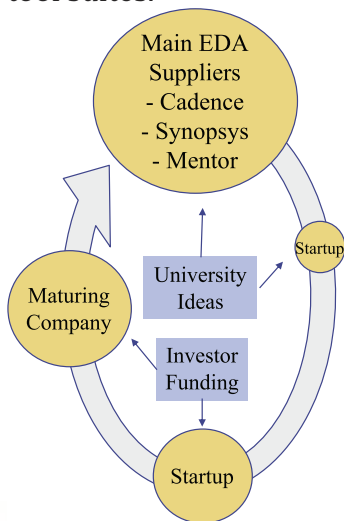 Main EDA
Suppliers
- Cadence
- Synopsys
- Mentor
Startup
University
Ideas
Maturing
Company
Investor
Funding
Startup